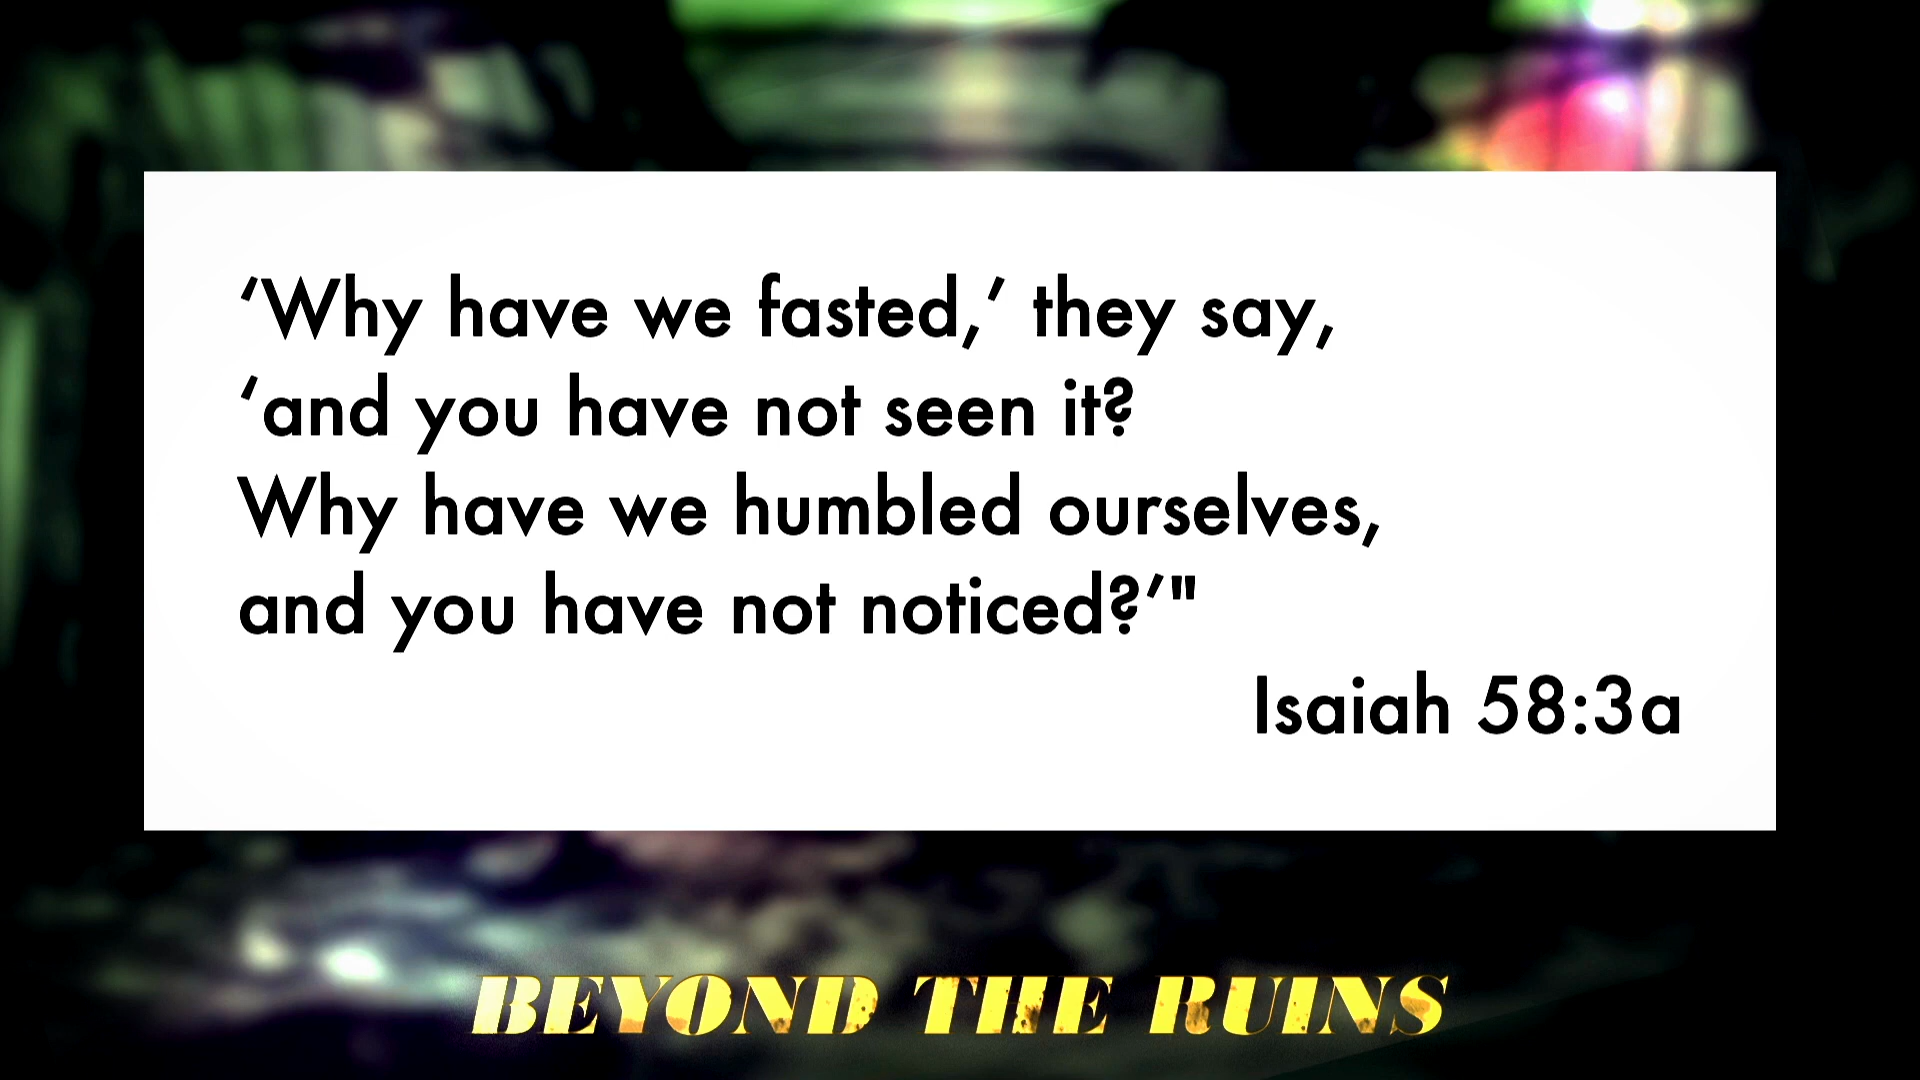 ‘Why have we fasted,’ they say,
‘and you have not seen it?
Why have we humbled ourselves,
and you have not noticed?’"
Isaiah 58:3a
BEYOND THE RUINS